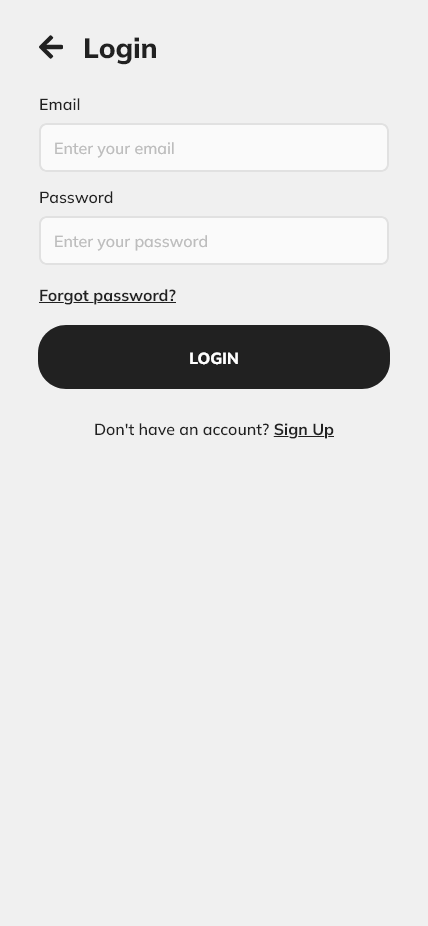 Login
Email
Enter your email
Password
Enter your password
Forgot password?
LOGIN
Don't have an account? Sign Up